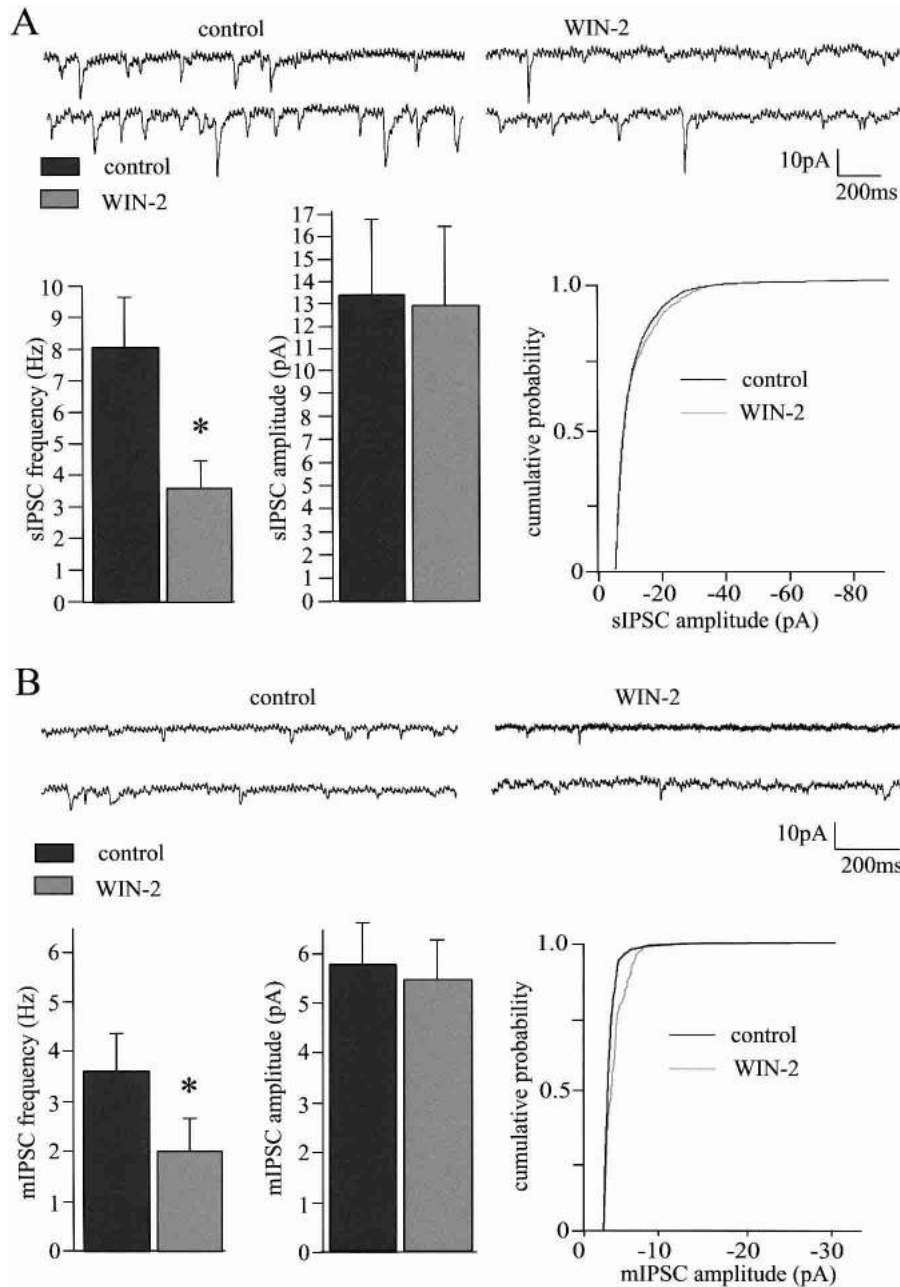 A
control
WIN-2
control
WIN-2
10pA
200ms
sIPSC frequency (Hz)
10
9
8
7
6
5
4
3
2
1
0
*
sIPSC amplitude (pA)
17
16
15
14
13
12
11
10
9
8
7
6
5
4
3
2
1
0
cumulative probability
1.0
0.5
0
control
WIN-2
0 -20 -40 -60 -80
sIPSC amplitude (pA)
B
control
WIN-2
control
WIN-2
10pA
200ms
mIPSC frequency (Hz)
6
5
4
3
2
1
0
*
mIPSC amplitude (pA)
6
5
4
3
2
1
0
cumulative probability
1.0
0.5
0
control
WIN-2
0 -10 -20 -30
mIPSC amplitude (pA)